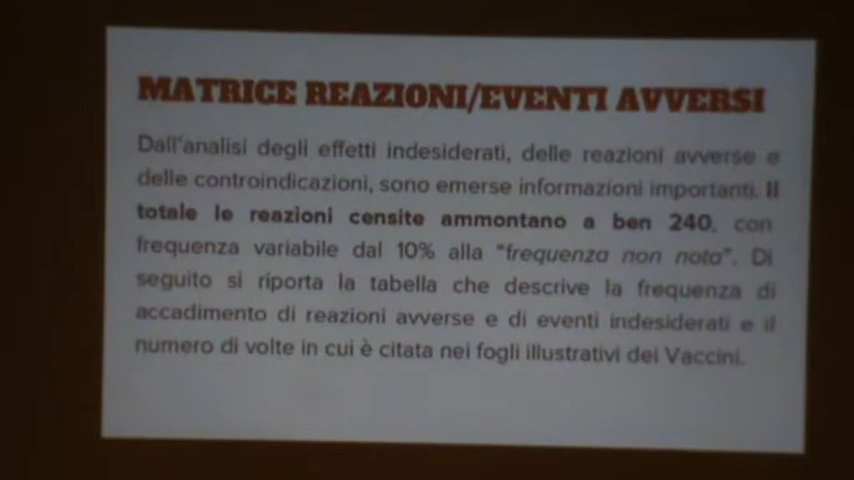 MATRICE REAZIONI/EVENTI AVVERSI
Dall'analisi degli effetti indesiderati, delle reazioni avverse e
delle controindicazioni, sono emerse informazioni importanti. Il
totale le reazioni censite ammontano a ben 240, con
frequenza variabile dal 10% alla "frequenza non nota". Di
seguito si riporta la tabella che descrive la frequenza di
accadimento di reazioni avverse e di eventi indesiderati e il
numero di volte in cui è citata nei fogli illustrativi dei Vaccini.